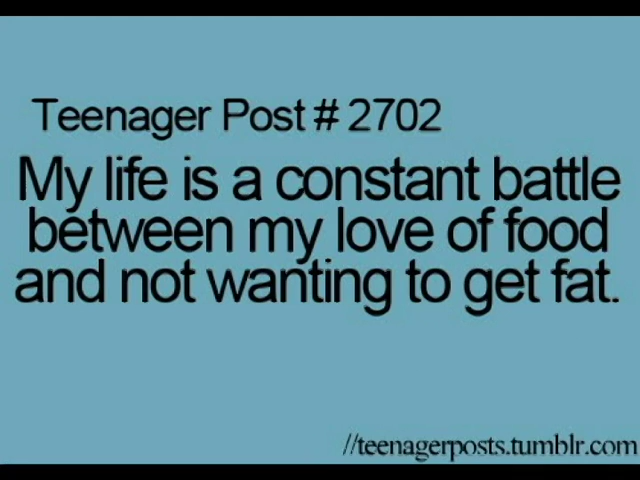 Teenager Post # 2702
My life is a constant battle
between my love of food
and not wanting to get fat.
//teenagerposts.tumblr.com